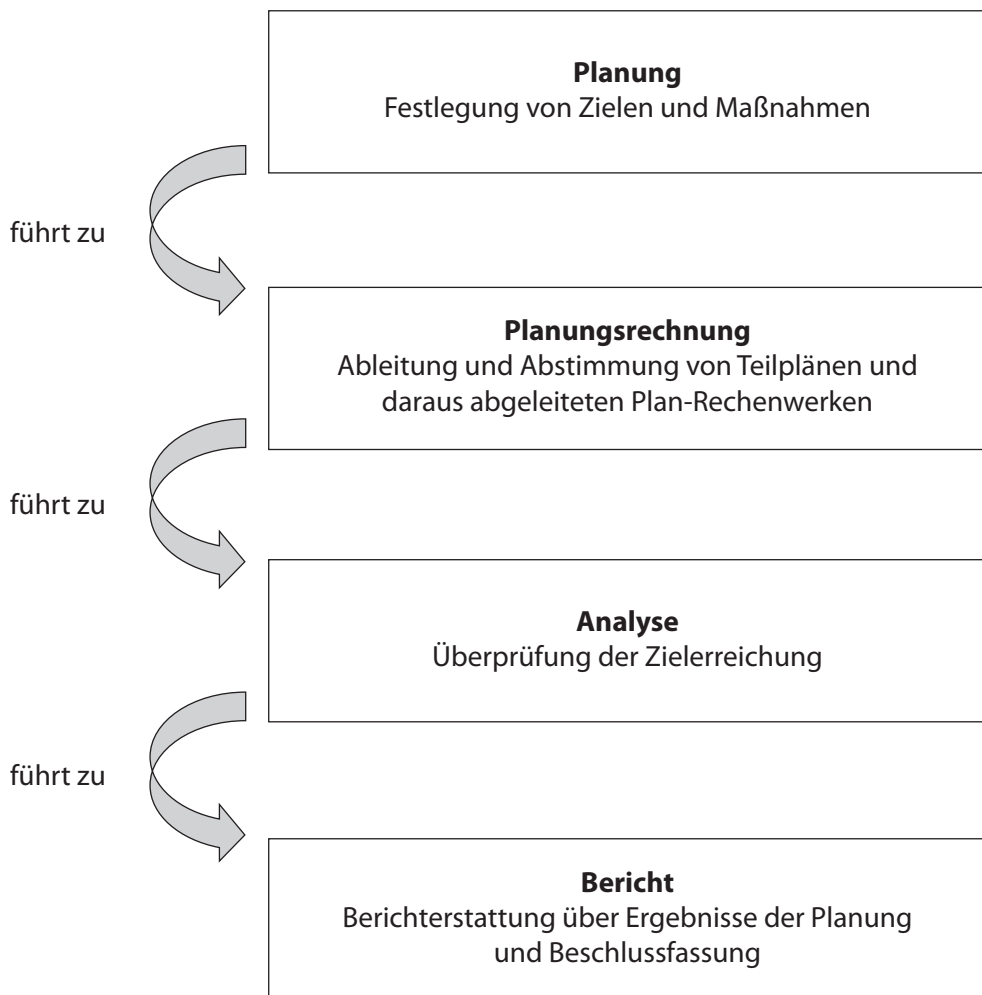 Planung
Festlegung von Zielen und Maßnahmen
führt zu
Planungsrechnung
Ableitung und Abstimmung von Teilplänen und
daraus abgeleiteten Plan-Rechenwerken
führt zu
Analyse
Überprüfung der Zielerreichung
führt zu
Bericht
Berichterstattung über Ergebnisse der Planung
und Beschlussfassung